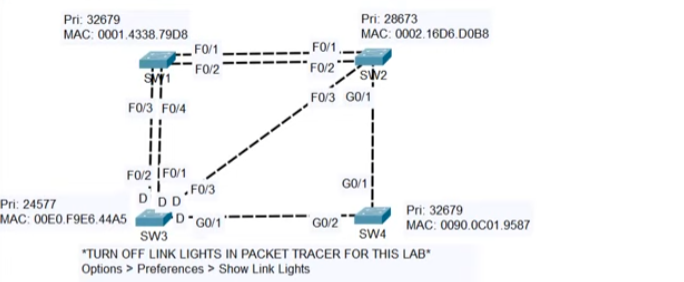 Pri: 32679
MAC: 0001.4338.79D8
Pri: 28673
MAC: 0002.16D6.D0B8
F0/1
F0/1
F0/2
F0/2
SW1
SW2
F0/3
F0/4
F0/3
G0/1
F0/2
F0/1
F0/3
G0/1
D
D
D
Pri: 24577
MAC: 00E0.F9E6.44A5
D
G0/1
G0/2
Pri: 32679
MAC: 0090.0C01.9587
SW3
SW4
*TURN OFF LINK LIGHTS IN PACKET TRACER FOR THIS LAB*
Options > Preferences > Show Link Lights